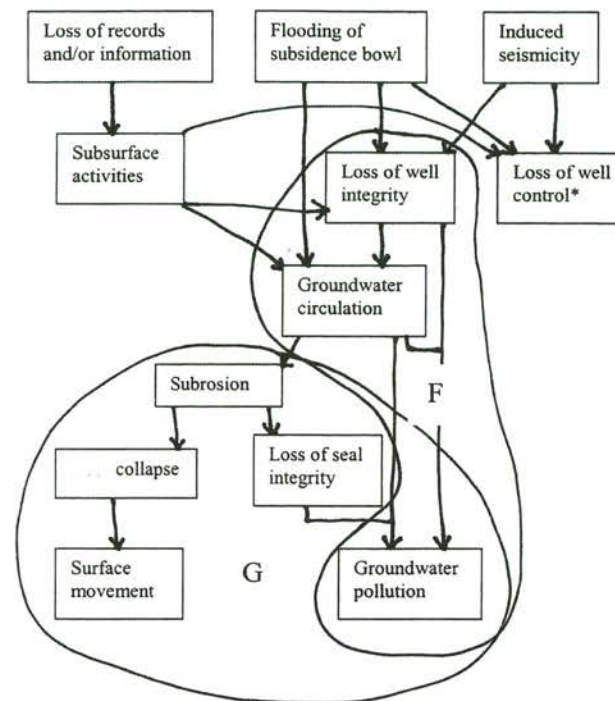 Loss of records
and/or information
Flooding of
subsidence bowl
Induced
seismicity
Subsurface
activities
Loss of well
integrity
Loss of well
control*
Groundwater
circulation
Subrosion
F
collapse
Loss of seal
integrity
Surface
movement
G
Groundwater
pollution